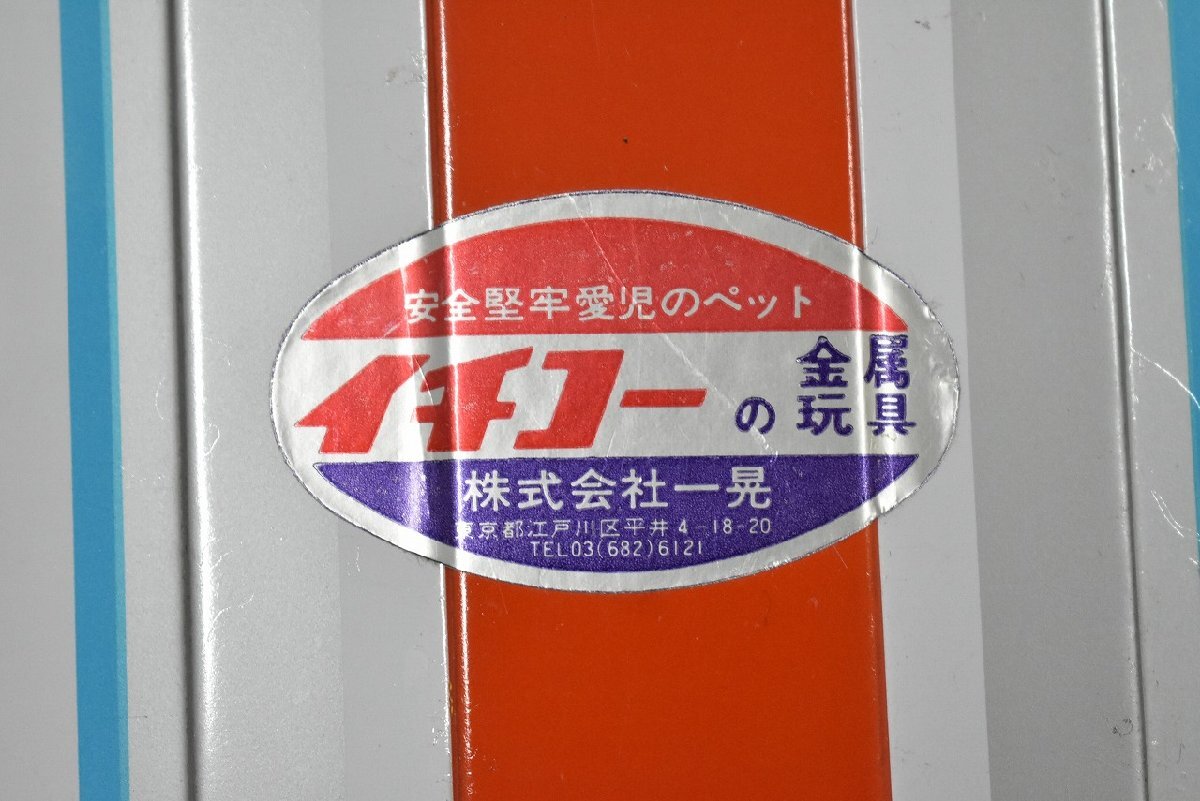 安全堅牢愛児のペット
イチコー
の金属玩具
株式会社一晃
東京都江戸川区平井4-18-20
TEL03(682)6121